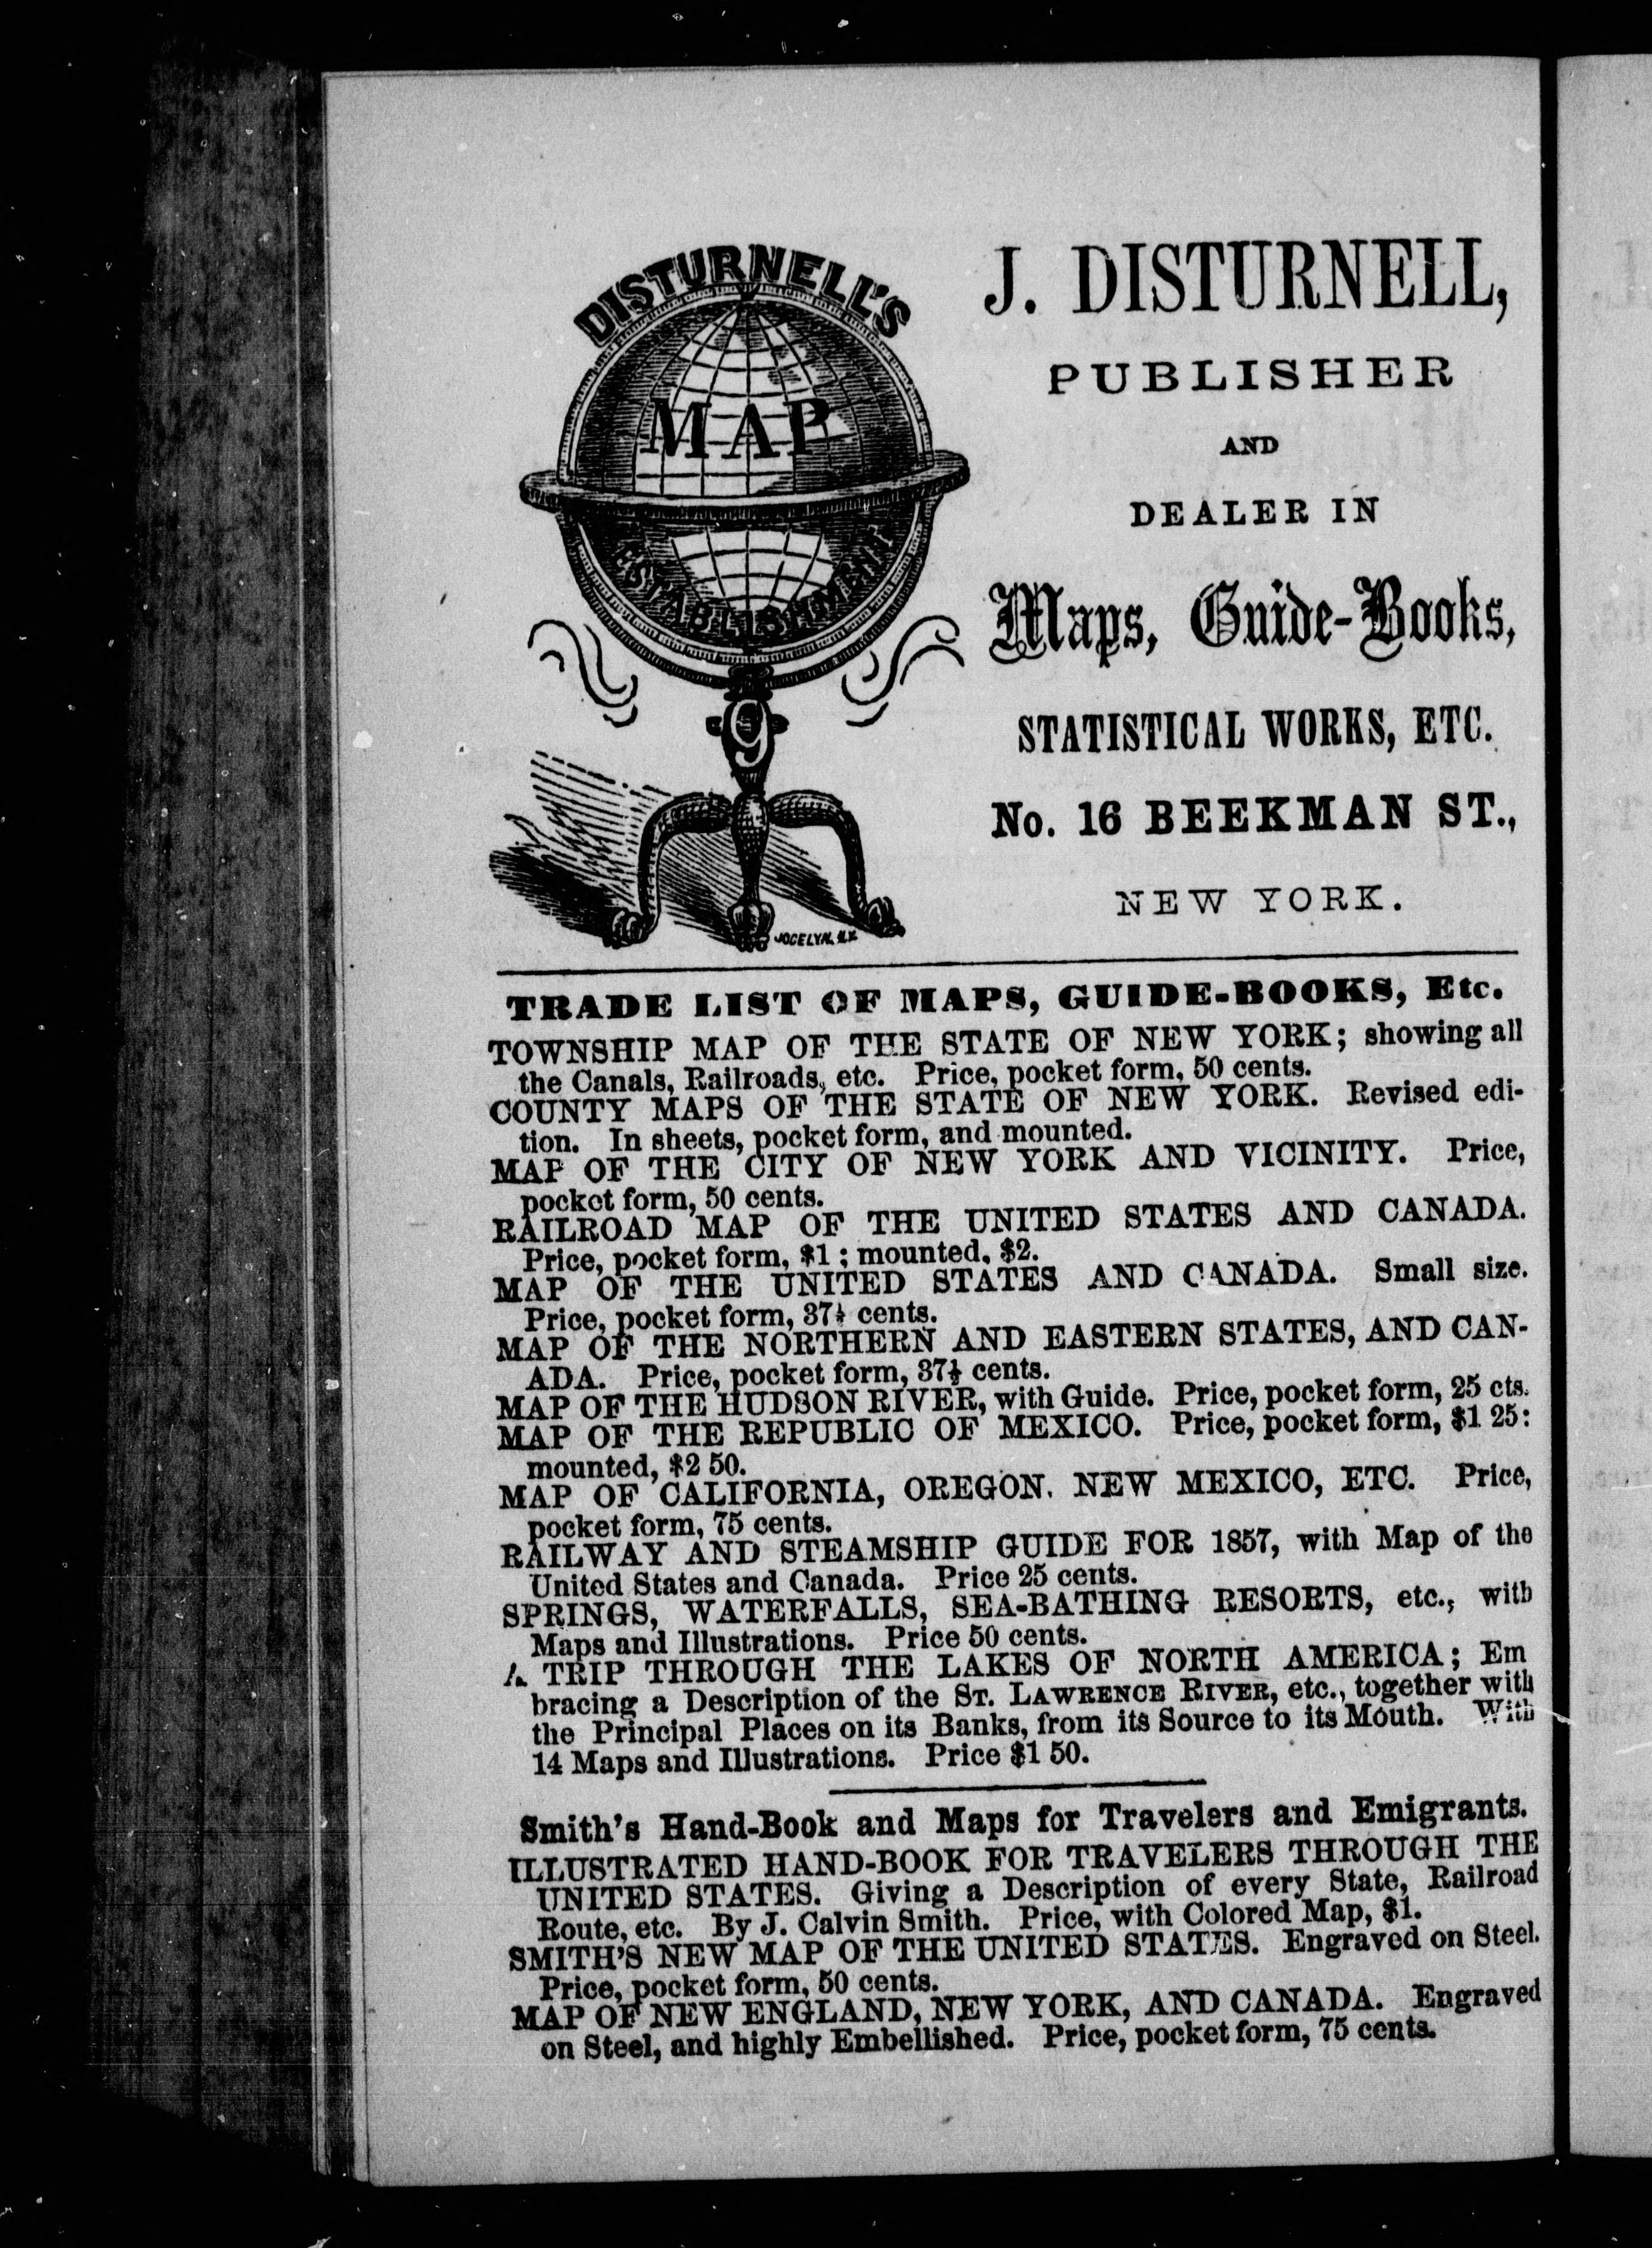 DISTURNELL'S
MAP
ESTABLISHMENT
9
JOCELYN. N.Y.
J. DISTURNELL,
PUBLISHER
AND
DEALER IN
Maps, Guide-Books,
STATISTICAL WORKS, ETC.
No. 16 BEEKMAN ST.,
NEW YORK.
TRADE LIST OF MAPS, GUIDE-BOOKS, Etc.
TOWNSHIP MAP OF THE STATE OF NEW YORK; showing all
the Canals, Railroads, etc. Price, pocket form, 50 cents.
COUNTY MAPS OF THE STATE OF NEW YORK. Revised edi-
tion. In sheets, pocket form, and mounted.
MAP OF THE CITY OF NEW YORK AND VICINITY. Price,
pocket form, 50 cents.
RAILROAD MAP OF THE UNITED STATES AND CANADA.
Price, pocket form, $1; mounted, $2.
MAP OF THE UNITED STATES AND CANADA. Small size.
Price, pocket form, 37½ cents.
MAP OF THE NORTHERN AND EASTERN STATES, AND CAN-
ADA. Price, pocket form, 37½ cents.
MAP OF THE HUDSON RIVER, with Guide. Price, pocket form, 25 cts.
MAP OF THE REPUBLIC OF MEXICO. Price, pocket form, $1 25:
mounted, $2 50.
MAP OF CALIFORNIA, OREGON. NEW MEXICO, ETC. Price,
pocket form, 75 cents.
RAILWAY AND STEAMSHIP GUIDE FOR 1857, with Map of the
United States and Canada. Price 25 cents.
SPRINGS, WATERFALLS, SEA-BATHING RESORTS, etc., with
Maps and Illustrations. Price 50 cents.
A TRIP THROUGH THE LAKES OF NORTH AMERICA; Em
bracing a Description of the St. Lawrence River, etc., together with
the Principal Places on its Banks, from its Source to its Mouth. With
14 Maps and Illustrations. Price $1 50.
Smith's Hand-Book and Maps for Travelers and Emigrants.
ILLUSTRATED HAND-BOOK FOR TRAVELERS THROUGH THE
UNITED STATES. Giving a Description of every State, Railroad
Route, etc. By J. Calvin Smith. Price, with Colored Map, $1.
SMITH'S NEW MAP OF THE UNITED STATES. Engraved on Steel.
Price, pocket form, 50 cents.
MAP OF NEW ENGLAND, NEW YORK, AND CANADA. Engraved
on Steel, and highly Embellished. Price, pocket form, 75 cents.